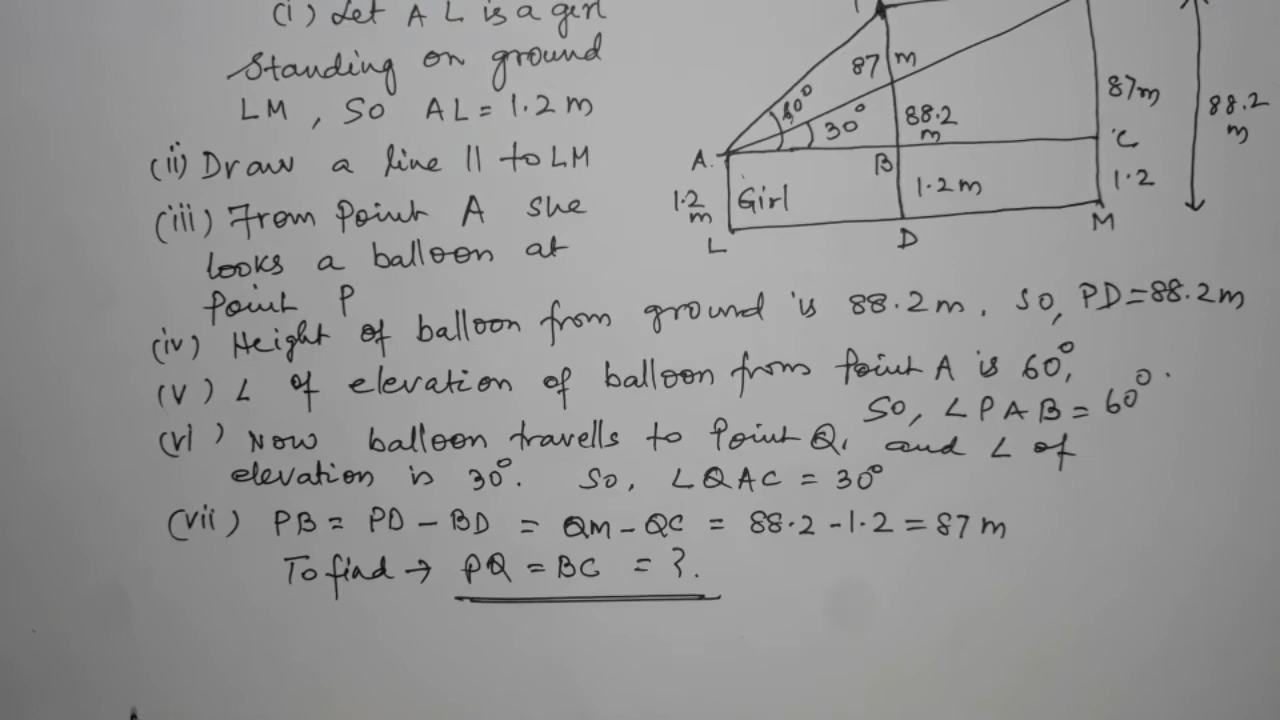 (i) Let AL is a girl
Standing on ground
LM, So AL = 1.2 m
(ii) Draw a line || to LM
(iii) From Point A she
looks a balloon at
Point P
(iv) Height of balloon from ground is 88.2 m. SO, PD=88.2m
(v) ∠ of elevation of balloon from Point A is 60°,
So, ∠PAB = 60°.
(vi) Now balloon travells to Point Q, and ∠ of
elevation is 30°. So, ∠QAC = 30°
(vii) PB = PD - BD = QM - QC = 88.2 - 1.2 = 87 m
To find → PQ = BC = ?.
87 m
60°
30°
88.2
m
87m
88.2
m
A
B
C
1.2
m
Girl
1.2m
1.2
L
D
M